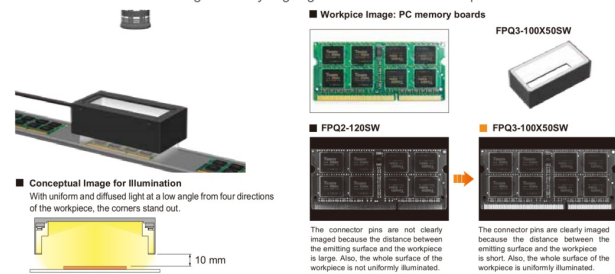 ■ Workpice Image: PC memory boards
FPQ3-100X50SW
■ FPQ2-120SW
■ FPQ3-100X50SW
■ Conceptual Image for Illumination
With uniform and diffused light at a low angle from four directions
of the workpiece, the corners stand out.
10 mm
The connector pins are not clearly
imaged because the distance between
the emitting surface and the workpiece
is large. Also, the whole surface of the
workpiece is not uniformly illuminated.
The connector pins are clearly imaged
because the distance between the
emitting surface and the workpiece
is short. Also, the whole surface of the
workpiece is uniformly illuminated.